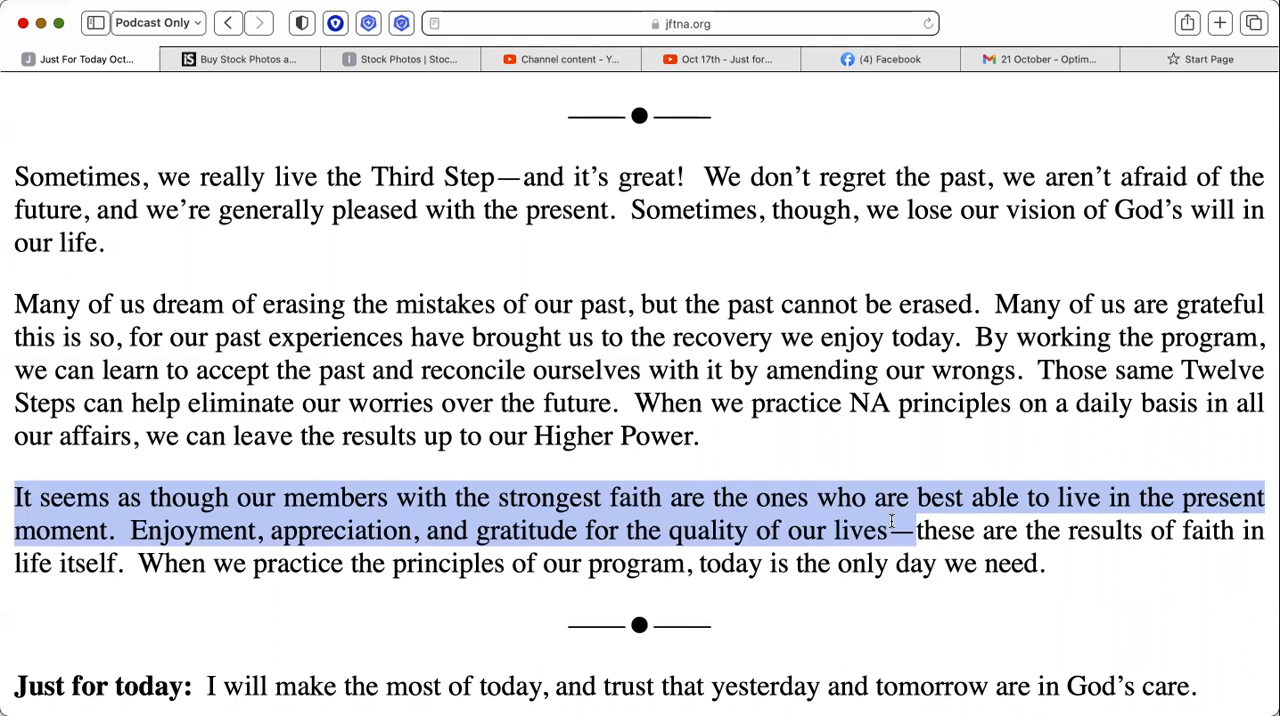 Podcast Only
jftna.org
Just For Today Oct...
Buy Stock Photos a...
Stock Photos | Stoc...
Channel content - Y...
Oct 17th - Just for...
(4) Facebook
21 October - Optim...
Start Page
Sometimes, we really live the Third Step—and it’s great! We don’t regret the past, we aren’t afraid of the
future, and we’re generally pleased with the present. Sometimes, though, we lose our vision of God’s will in
our life.
Many of us dream of erasing the mistakes of our past, but the past cannot be erased. Many of us are grateful
this is so, for our past experiences have brought us to the recovery we enjoy today. By working the program,
we can learn to accept the past and reconcile ourselves with it by amending our wrongs. Those same Twelve
Steps can help eliminate our worries over the future. When we practice NA principles on a daily basis in all
our affairs, we can leave the results up to our Higher Power.
It seems as though our members with the strongest faith are the ones who are best able to live in the present
moment. Enjoyment, appreciation, and gratitude for the quality of our lives—these are the results of faith in
life itself. When we practice the principles of our program, today is the only day we need.
Just for today: I will make the most of today, and trust that yesterday and tomorrow are in God’s care.